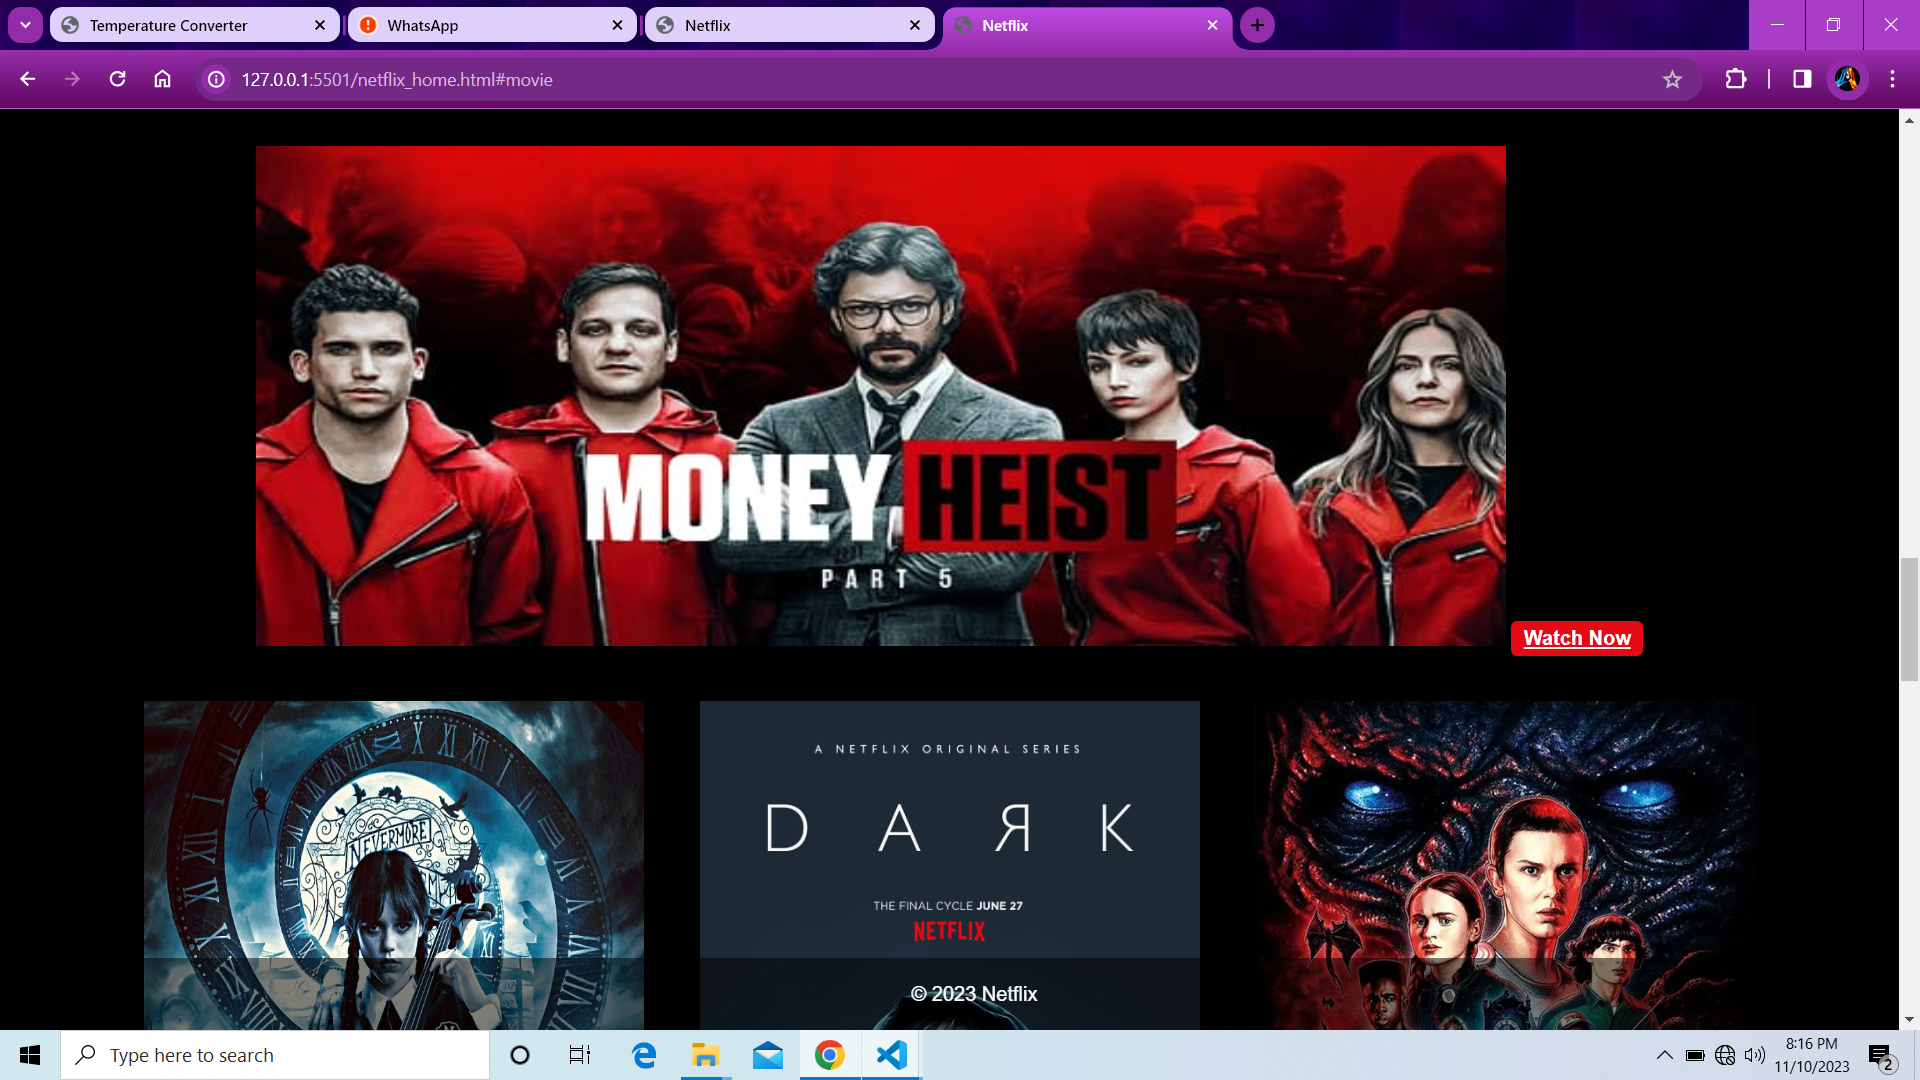 Temperature Converter
WhatsApp
Netflix
Netflix
127.0.0.1:5501/netflix_home.html#movie
MONEY HEIST
PART 5
Watch Now
NEVERMORE
A NETFLIX ORIGINAL SERIES
DAЯK
THE FINAL CYCLE JUNE 27
NETFLIX
© 2023 Netflix
Type here to search
8:16 PM
11/10/2023
2